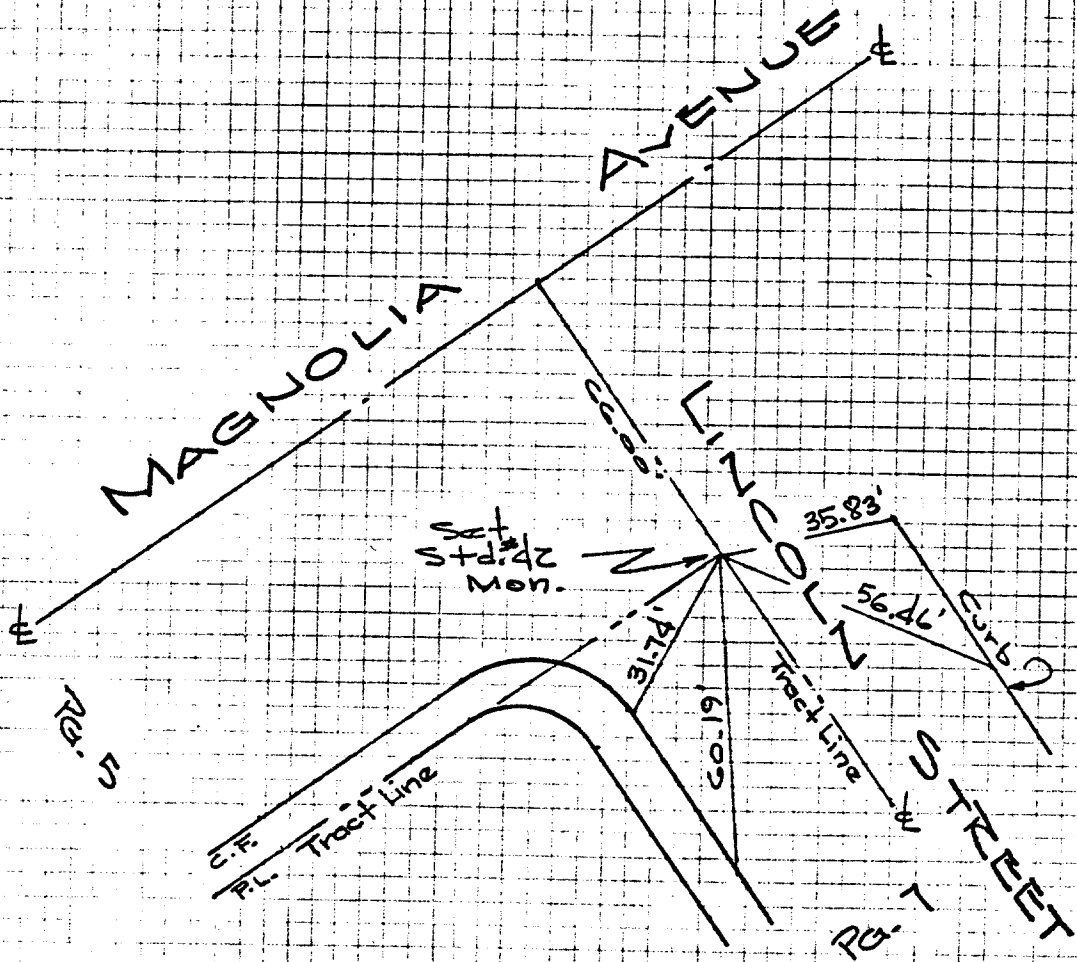 MAGNOLIA AVENUE
℄
℄
LINCOLN STREET
66.00'
Set
Std. #42
Mon.
35.83'
56.46'
Curb
31.74'
60.19'
Tract Line
℄
C.F.
P.L. Tract Line
PG. 5
PG. 7